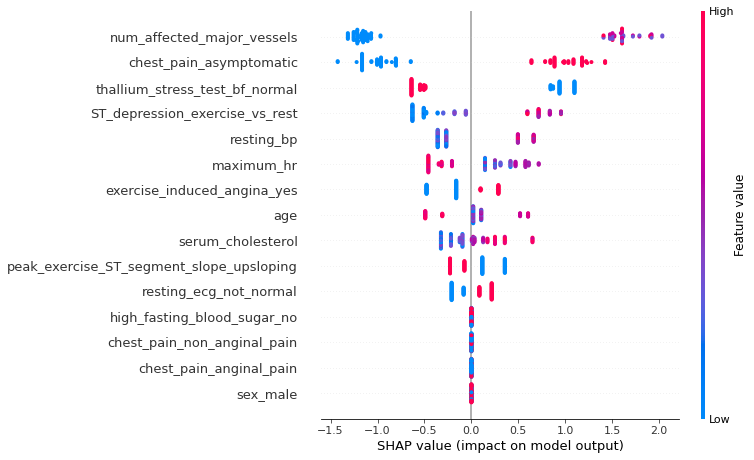 High
num_affected_major_vessels
chest_pain_asymptomatic
thallium_stress_test_bf_normal
ST_depression_exercise_vs_rest
resting_bp
maximum_hr
exercise_induced_angina_yes
age
serum_cholesterol
peak_exercise_ST_segment_slope_upsloping
resting_ecg_not_normal
high_fasting_blood_sugar_no
chest_pain_non_anginal_pain
chest_pain_anginal_pain
sex_male
Feature value
Low
−1.5 −1.0 −0.5 0.0 0.5 1.0 1.5 2.0
SHAP value (impact on model output)